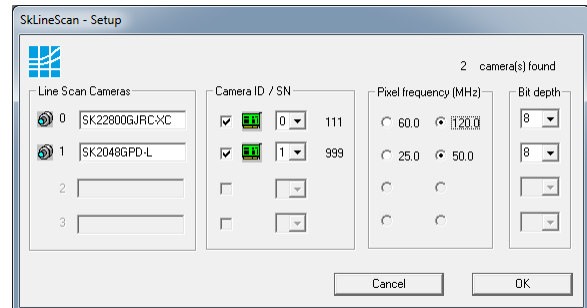 SkLineScan - Setup
2 camera(s) found
Line Scan Cameras Camera ID / SN Pixel frequency (MHz) Bit depth
0 SK22800GJRC-XC 0 111 60.0 120.0 8
1 SK2048GPD-L 1 999 25.0 50.0 8
2
3
Cancel OK